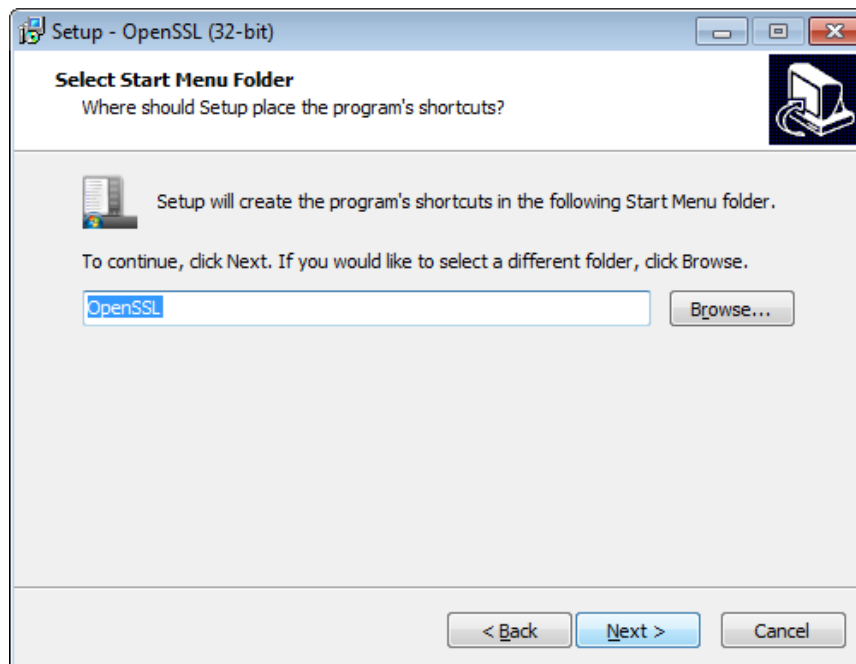 Setup - OpenSSL (32-bit)
Select Start Menu Folder
Where should Setup place the program's shortcuts?
Setup will create the program's shortcuts in the following Start Menu folder.
To continue, click Next. If you would like to select a different folder, click Browse.
OpenSSL
Browse...
< Back
Next >
Cancel